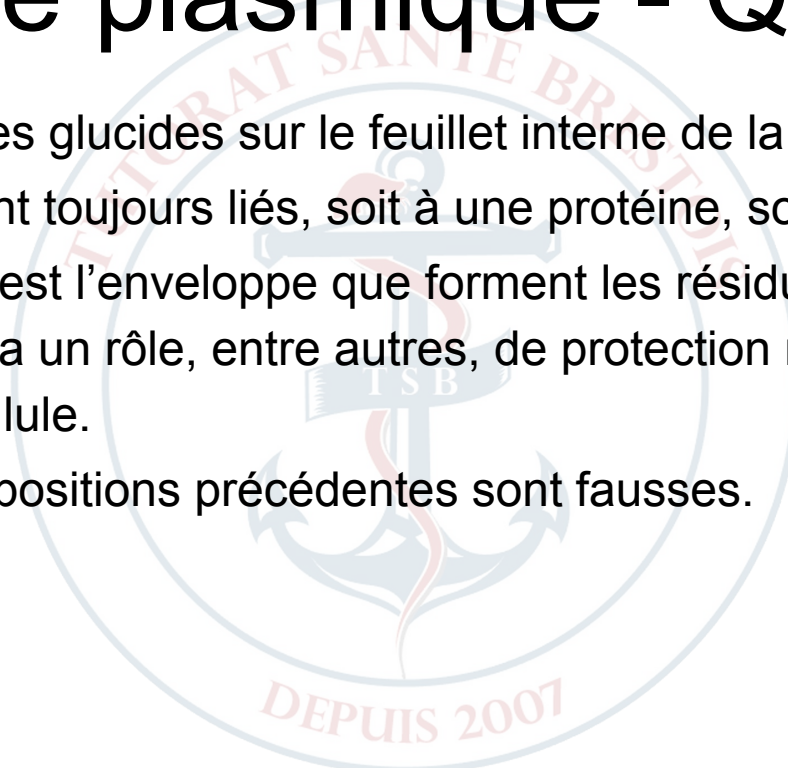 e plasmique - Q
es glucides sur le feuillet interne de la
nt toujours liés, soit à une protéine, so
est l’enveloppe que forment les résidu
a un rôle, entre autres, de protection
lule.
positions précédentes sont fausses.
TUTORAT SANTÉ BRESTOIS
TSB
DEPUIS 2007